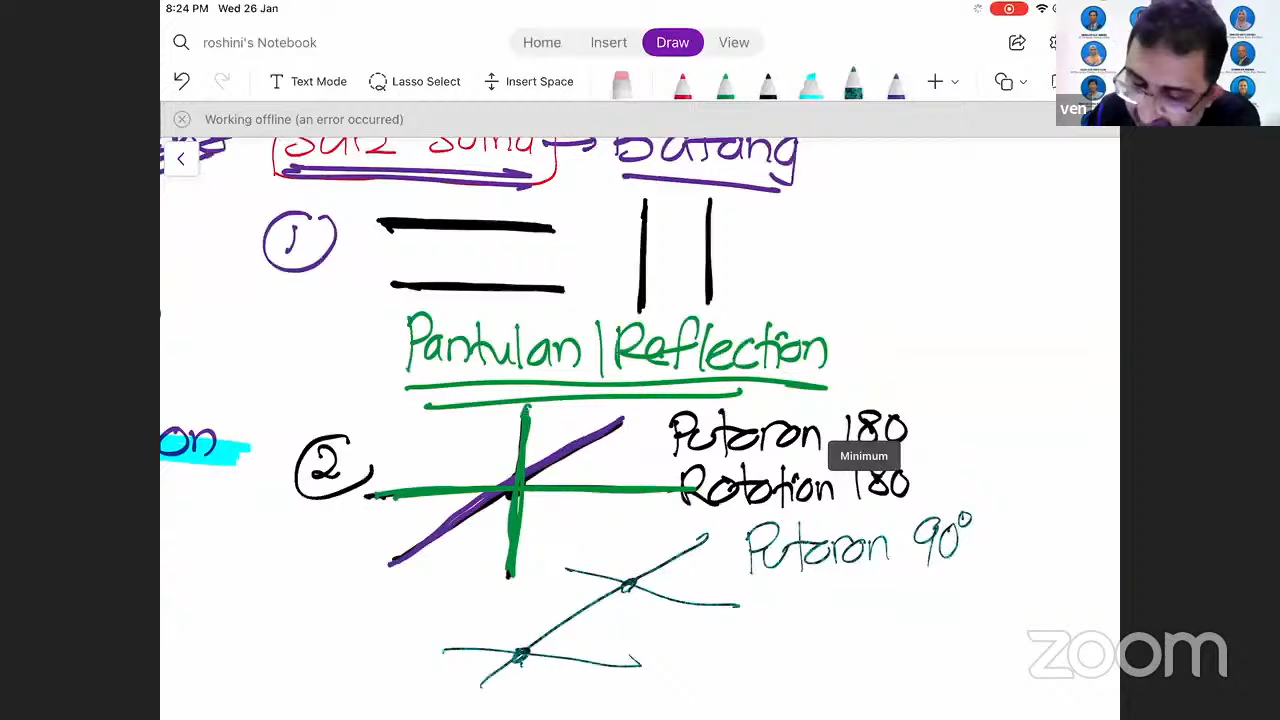 8:24 PM Wed 26 Jan
roshini's Notebook
Home Insert Draw View
Text Mode Lasso Select Insert Space
Working offline (an error occurred)
ven
Batang
1
Pantulan | Reflection
on
2
Putaran 180
Minimum
Rotation 180
Putaran 90°
zoom